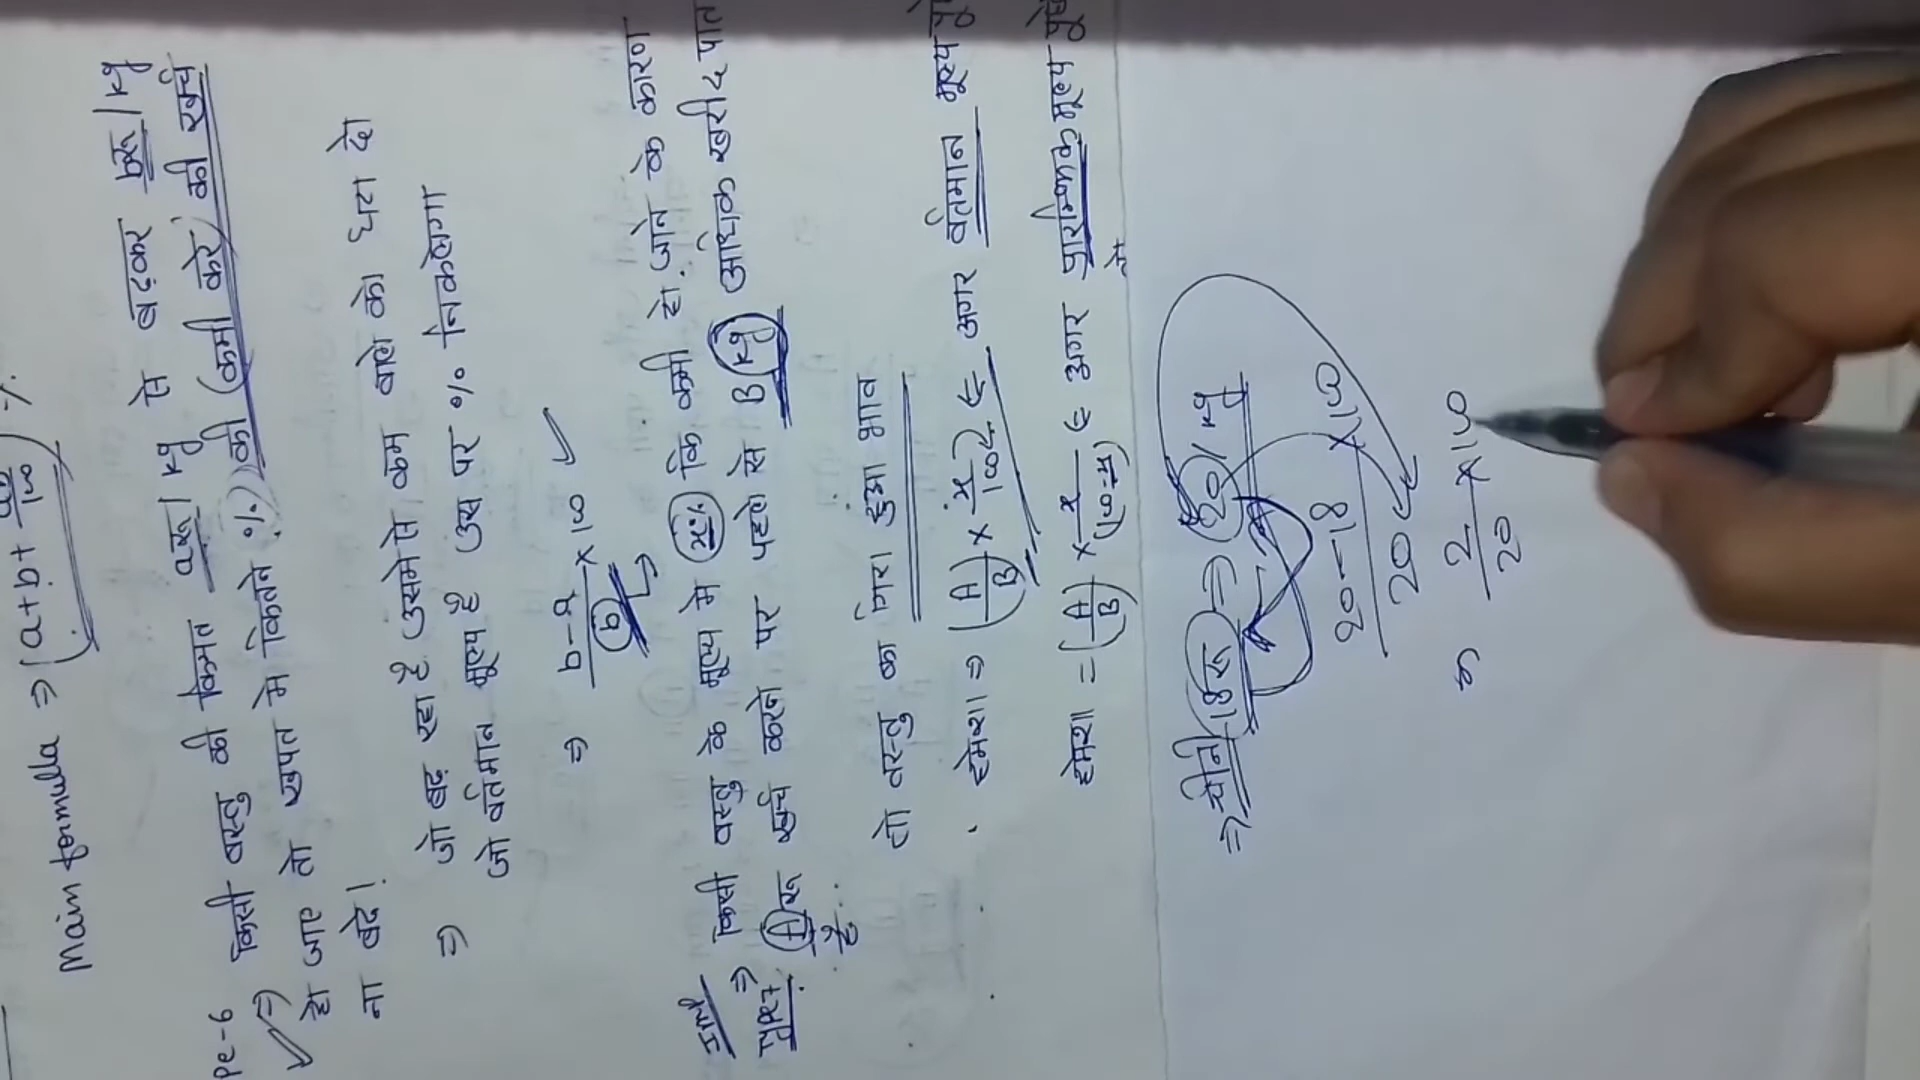 Main formula ⇒ (a+b+ ab/100) %
pe-6 किसी वस्तु की किमत a रू/kg से बढ़कर b रू/kg
हो जाए तो खपत में कितने %) की (कमी करे) की खर्च
ना बढ़े।
⇒ जो बढ़ रहा है उसमे से कम वाले को घटा दो
जो वर्तमान मूल्य है उस पर % निकलेगा
⇒ b-a/b × 100 ✓
Imp
Type7 ⇒ किसी वस्तु के मूल्य में x% कि कमी हो जाने के कारण
A रू खर्च करने पर पहले से B kg अधिक खरीद पात
है..
तो वस्तु का गिरा हुआ भाव
हमेशा ⇒ (A/B) × x/100 अगर वर्तमान मूल्य पू
हमेशा = (A/B) × x/(100-x) अगर प्रारम्भिक मूल्य पूछे
तो
⇒ चीनी 18रू ⇒ 20/kg
20-18/20 × 100
2/20 × 100